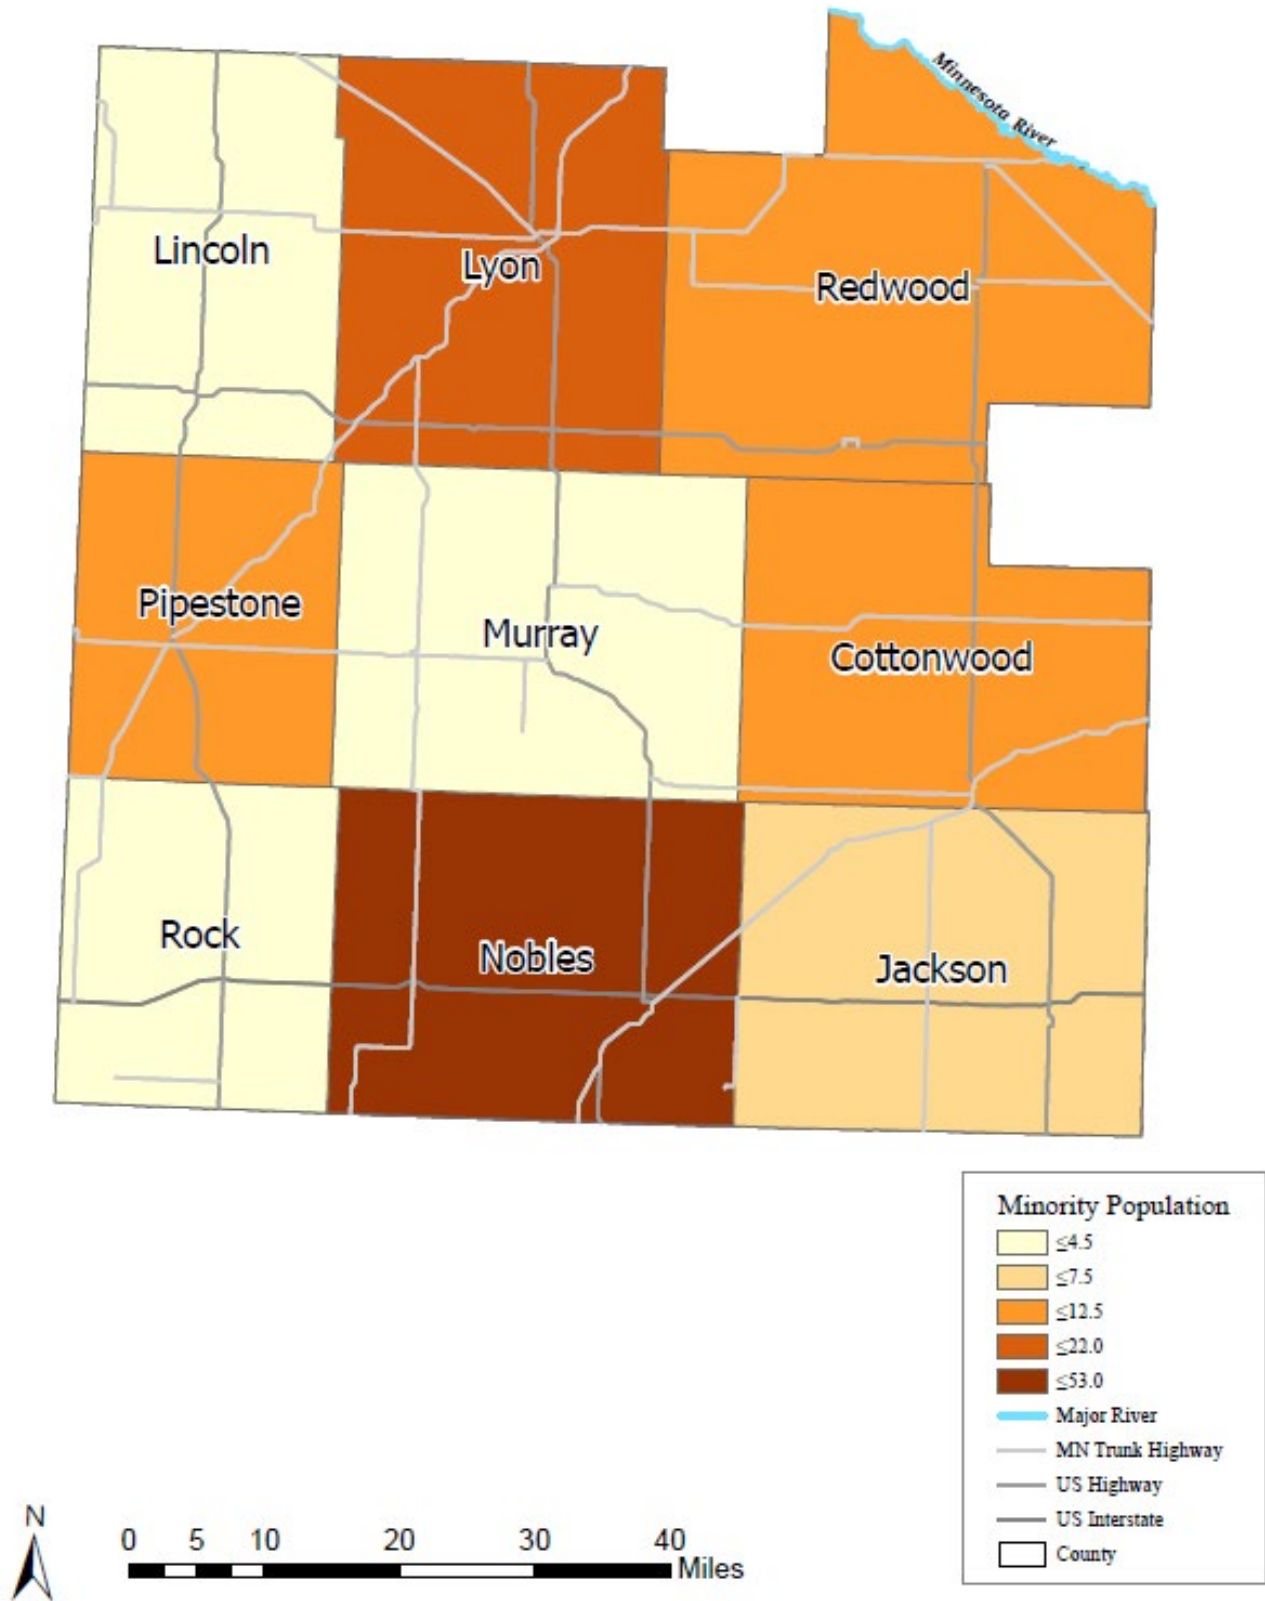 Minnesota River
Lincoln
Lyon
Redwood
Pipestone
Murray
Cottonwood
Rock
Nobles
Jackson
Minority Population
≤4.5
≤7.5
≤12.5
≤22.0
≤53.0
Major River
MN Trunk Highway
US Highway
US Interstate
County
N
0 5 10 20 30 40
Miles